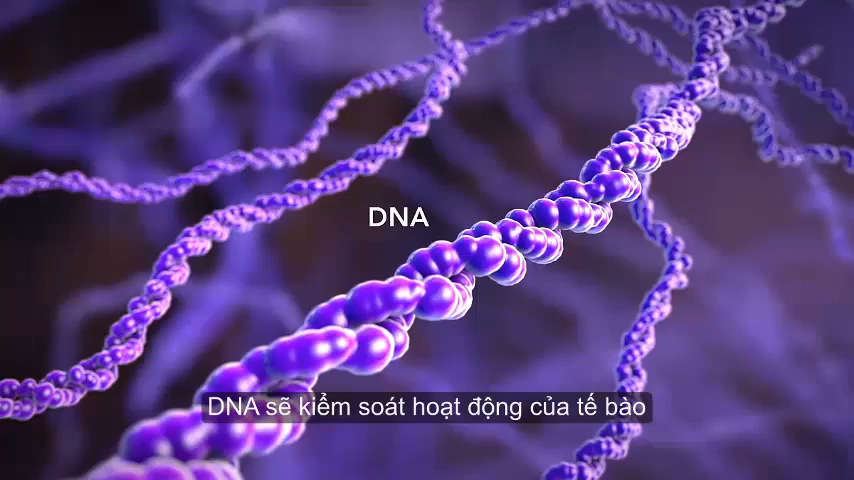 DNA
DNA sẽ kiểm soát hoạt động của tế bào